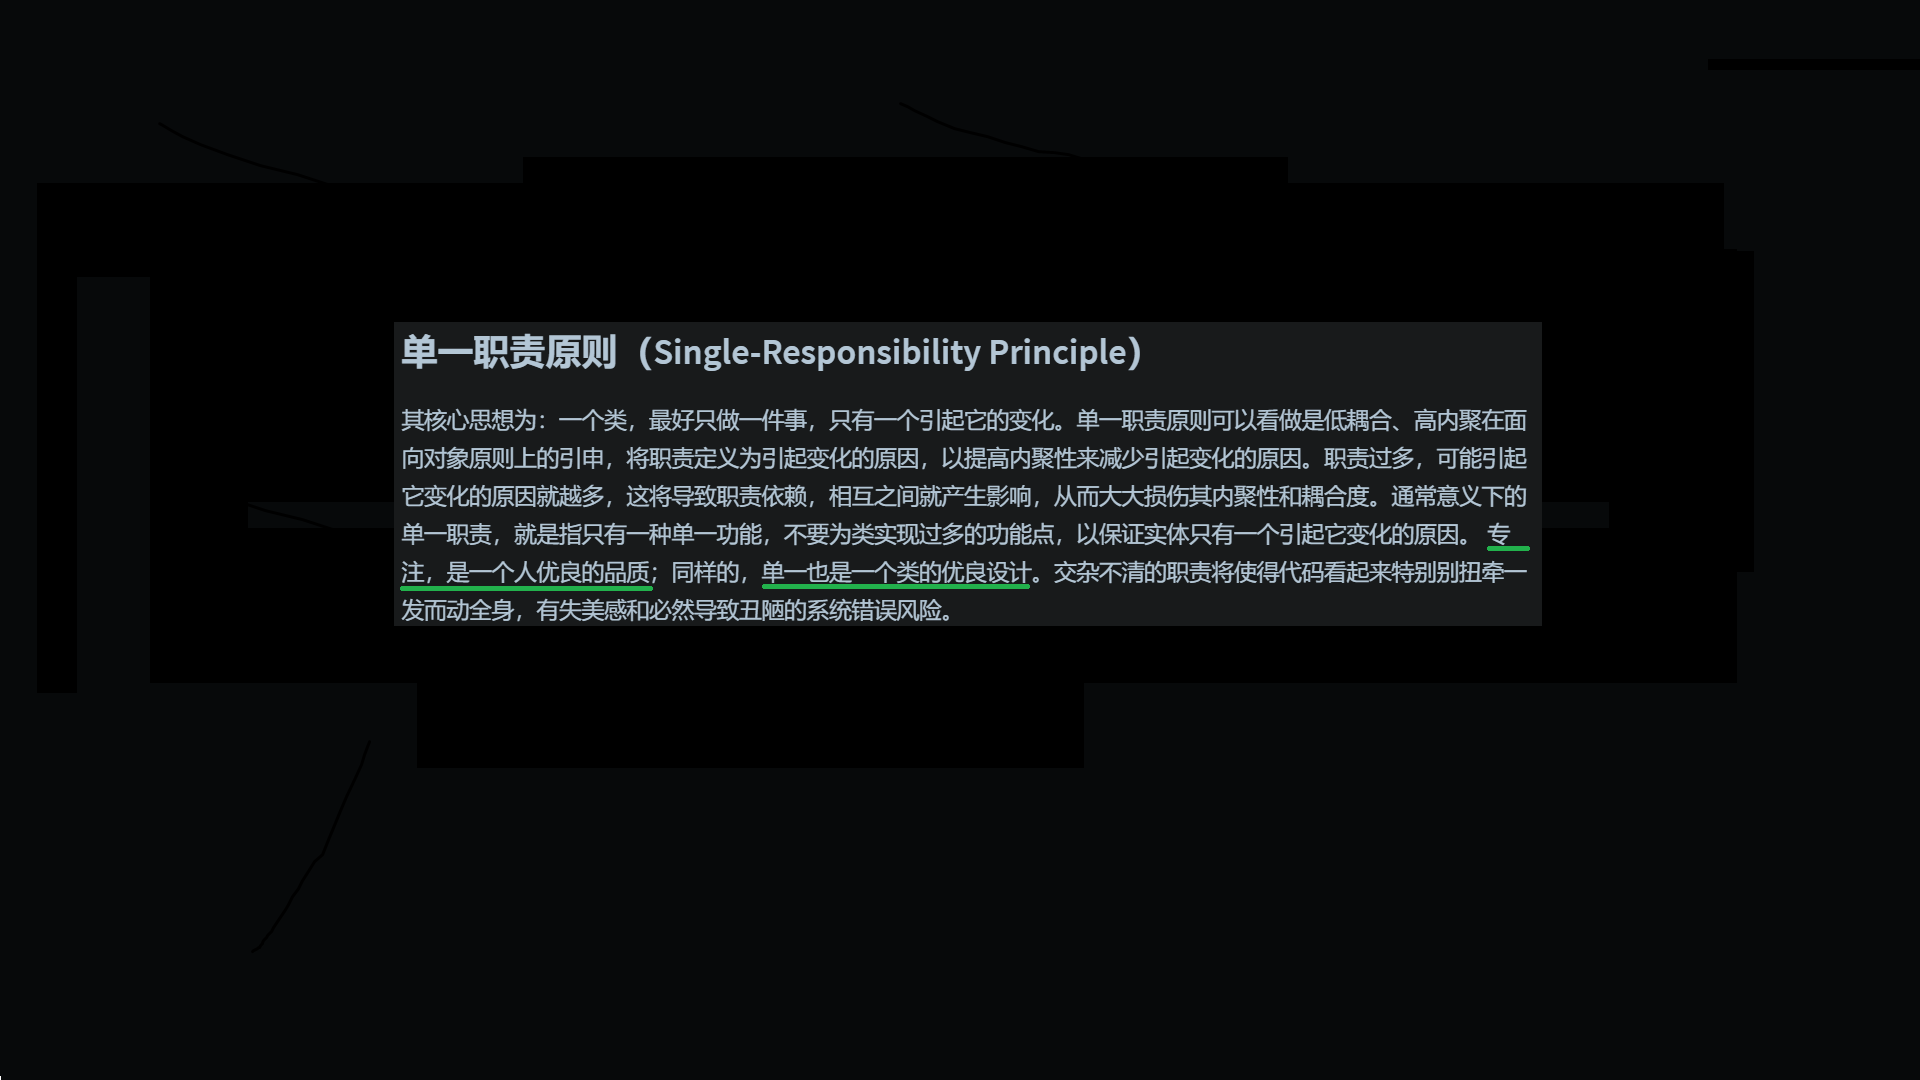 单一职责原则（Single-Responsibility Principle）
其核心思想为：一个类，最好只做一件事，只有一个引起它的变化。单一职责原则可以看做是低耦合、高内聚在面
向对象原则上的引申，将职责定义为引起变化的原因，以提高内聚性来减少引起变化的原因。职责过多，可能引起
它变化的原因就越多，这将导致职责依赖，相互之间就产生影响，从而大大损伤其内聚性和耦合度。通常意义下的
单一职责，就是指只有一种单一功能，不要为类实现过多的功能点，以保证实体只有一个引起它变化的原因。 专
注，是一个人优良的品质；同样的，单一也是一个类的优良设计。交杂不清的职责将使得代码看起来特别别扭牵一
发而动全身，有失美感和必然导致丑陋的系统错误风险。